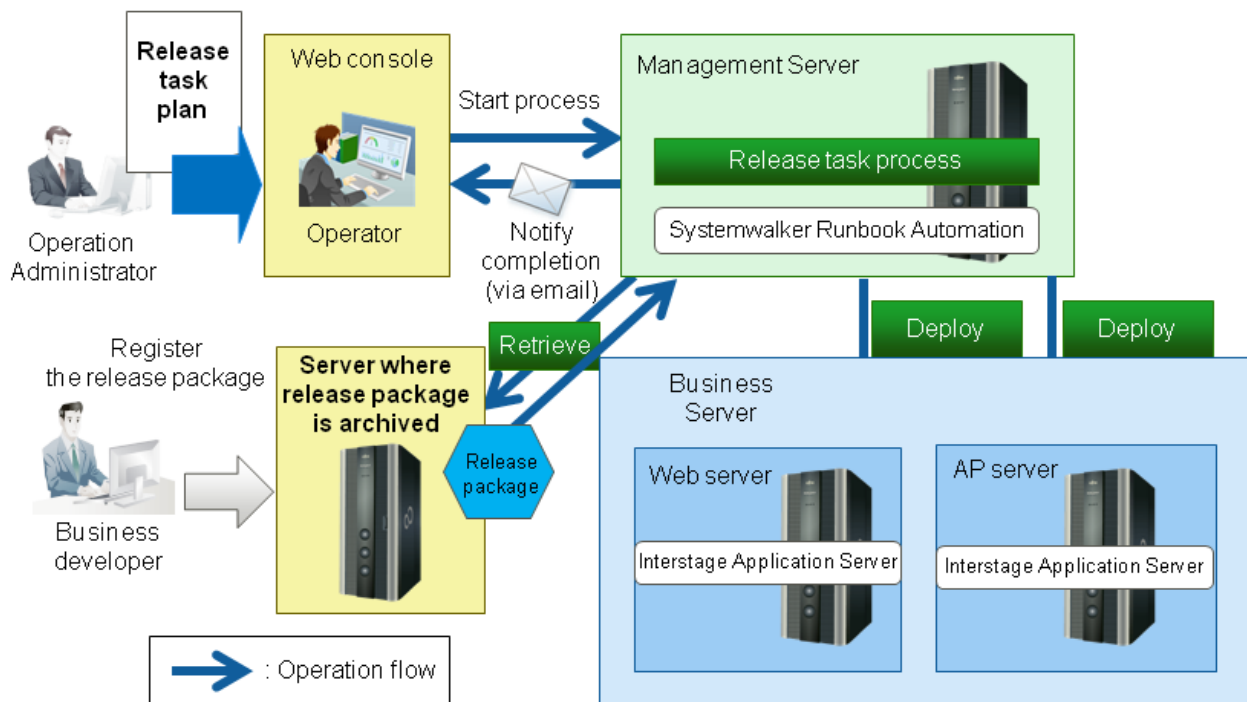 Release
task
plan
Operation
Administrator
Web console
Operator
Start process
Notify
completion
(via email)
Management Server
Release task process
Systemwalker Runbook Automation
Register
the release package
Business
developer
Server where
release package
is archived
Retrieve
Release
package
Deploy
Deploy
Business
Server
Web server
Interstage Application Server
AP server
Interstage Application Server
: Operation flow